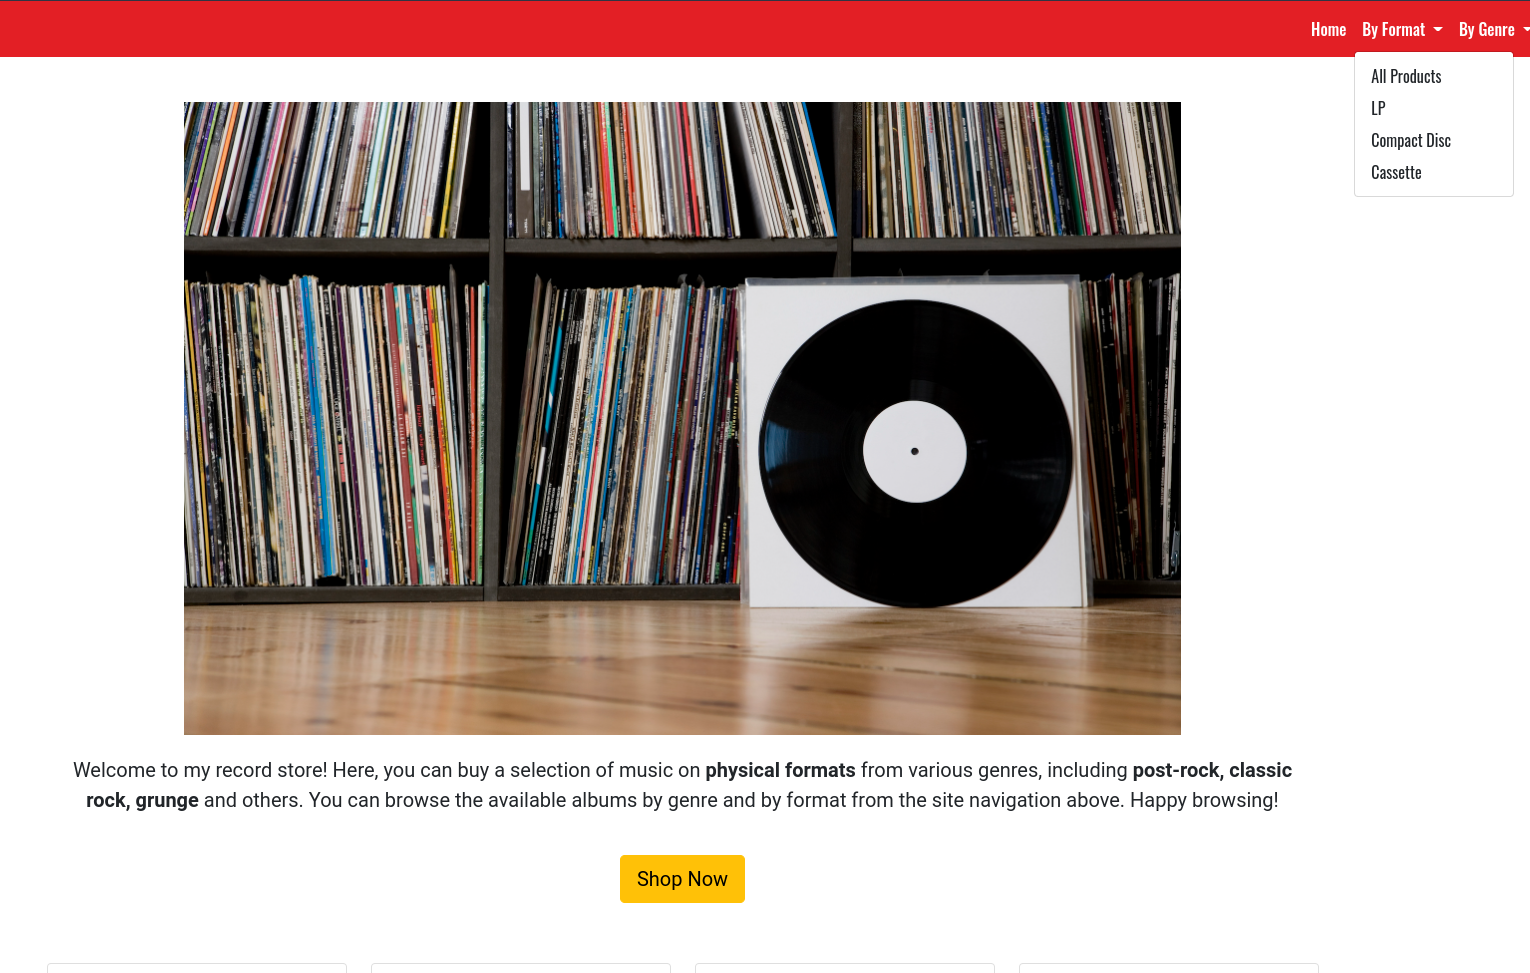 Home By Format By Genre
All Products
LP
Compact Disc
Cassette
Welcome to my record store! Here, you can buy a selection of music on physical formats from various genres, including post-rock, classic
rock, grunge and others. You can browse the available albums by genre and by format from the site navigation above. Happy browsing!
Shop Now